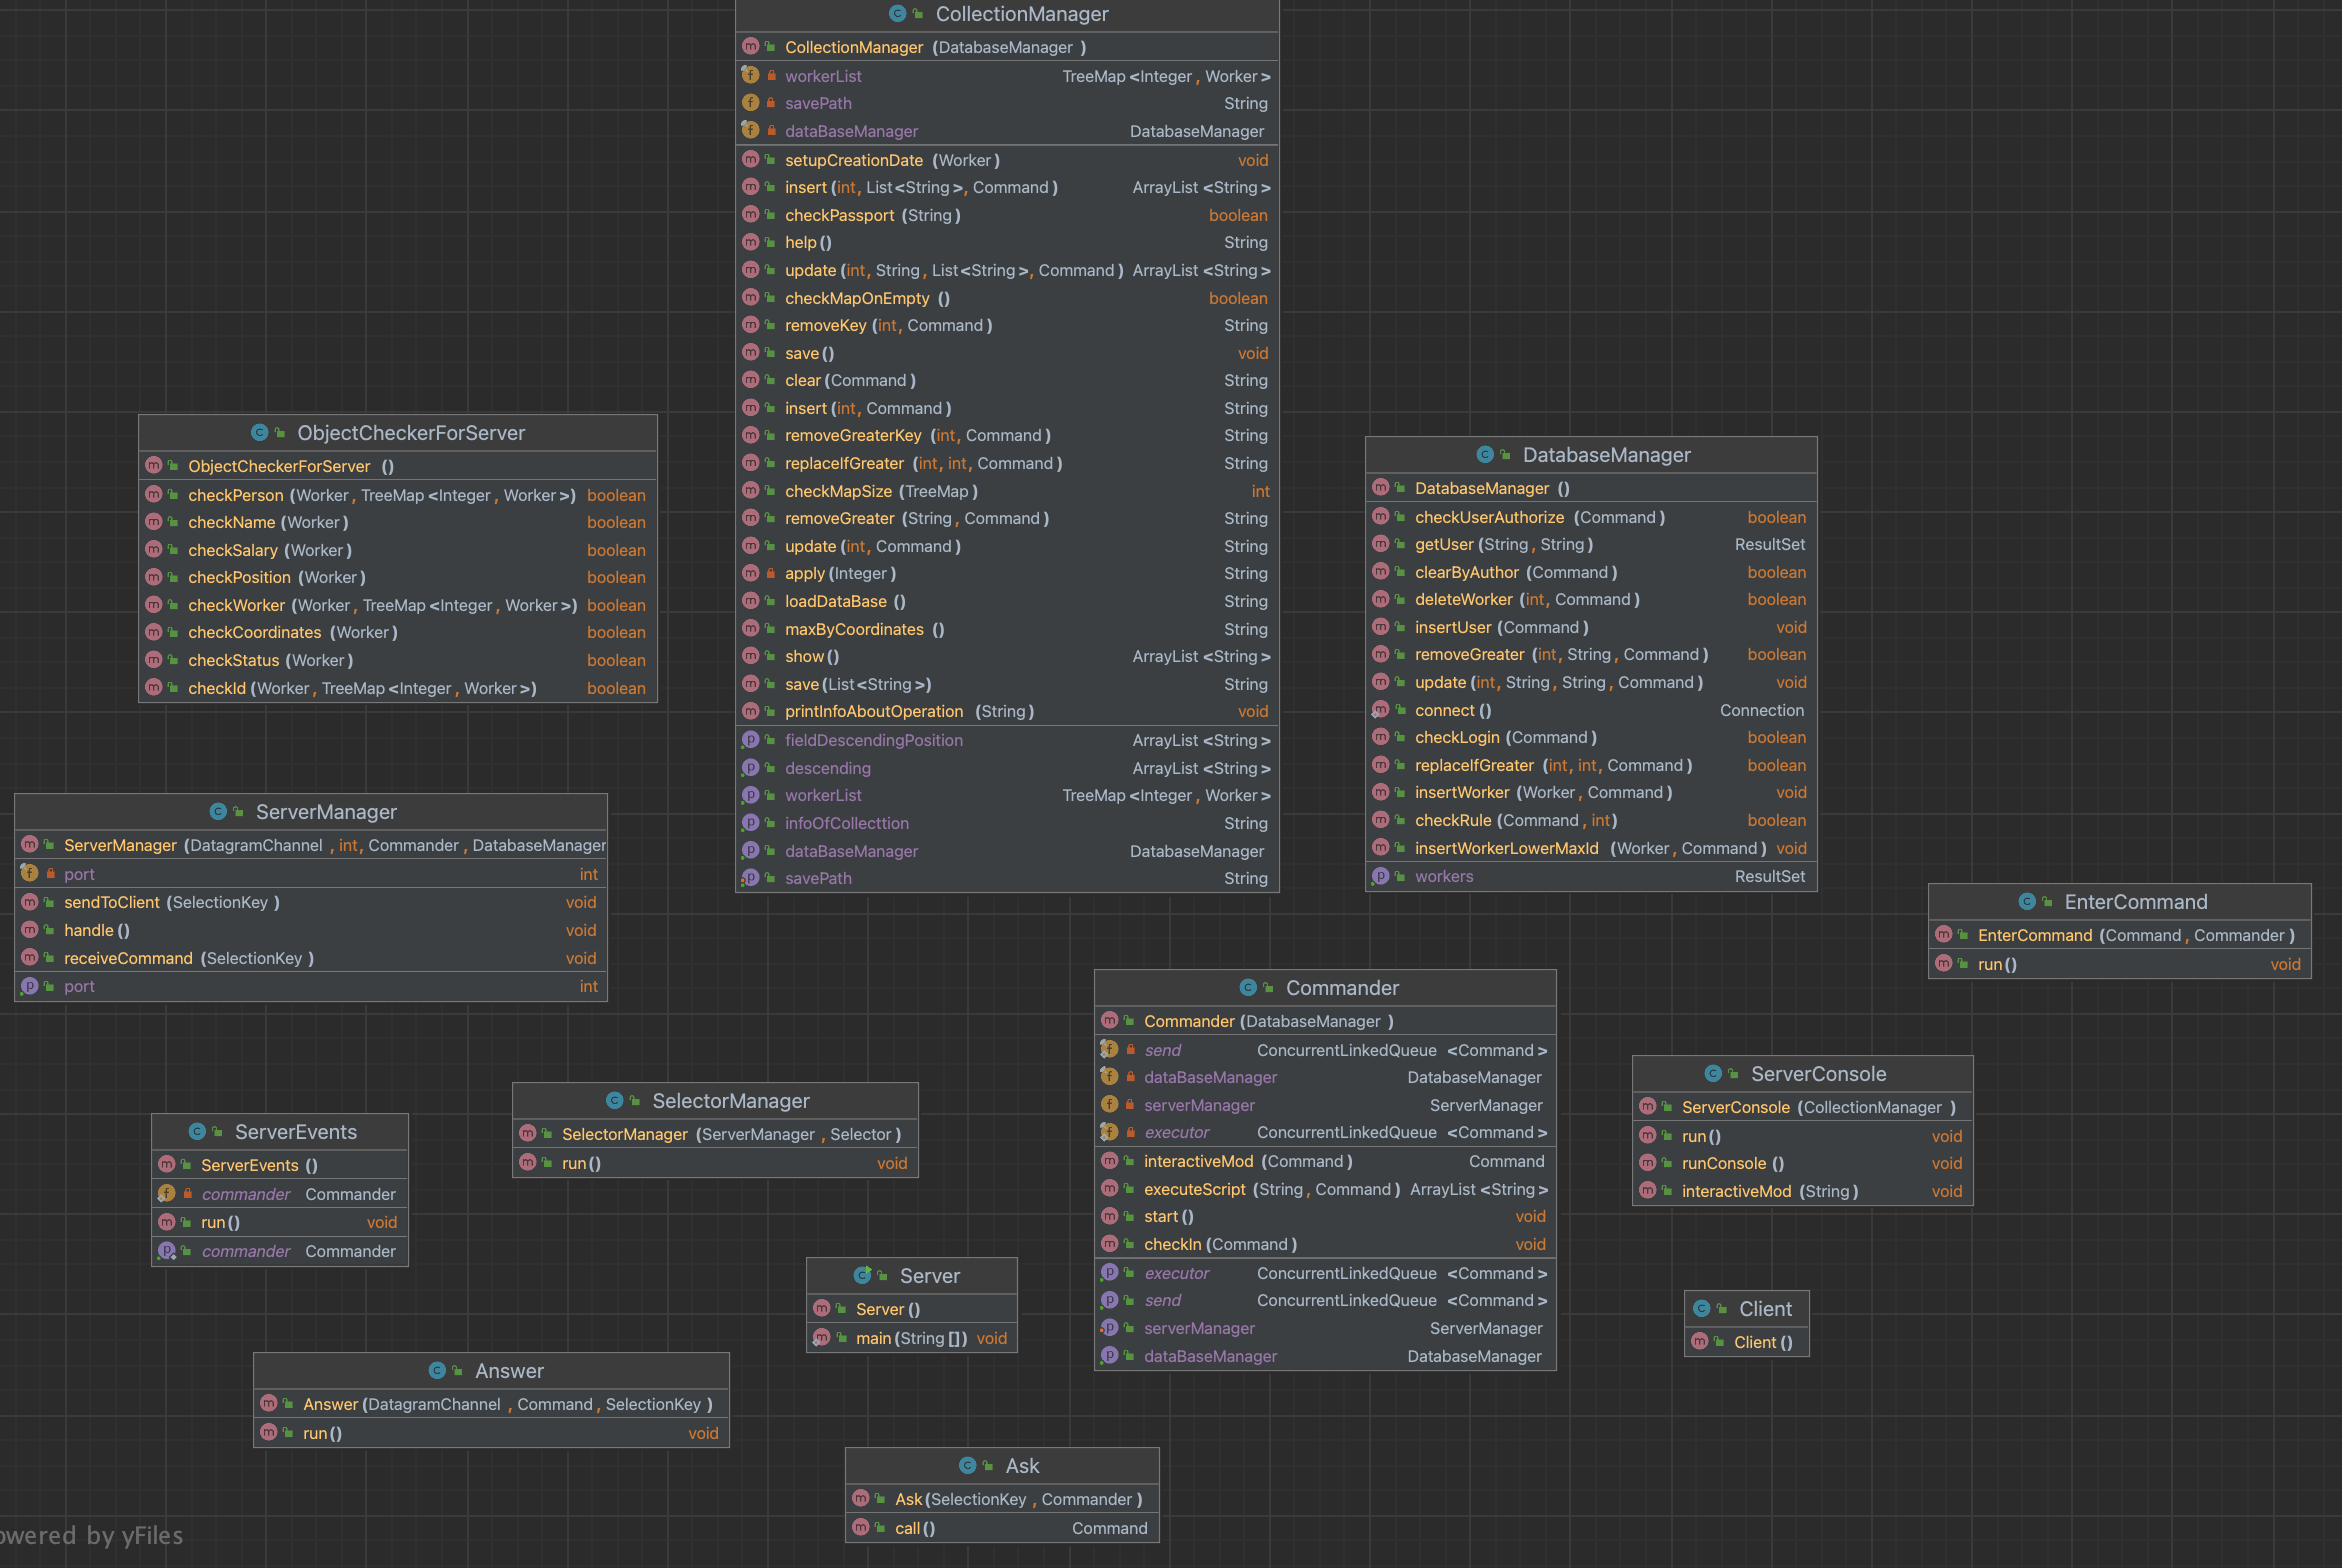 CollectionManager
CollectionManager (DatabaseManager )
workerList TreeMap <Integer , Worker >
savePath String
dataBaseManager DatabaseManager
setupCreationDate (Worker ) void
insert (int, List<String >, Command ) ArrayList <String >
checkPassport (String ) boolean
help () String
update (int, String , List<String >, Command ) ArrayList <String >
checkMapOnEmpty () boolean
removeKey (int, Command ) String
save () void
clear (Command ) String
insert (int, Command ) String
removeGreaterKey (int, Command ) String
replaceIfGreater (int, int, Command ) String
checkMapSize (TreeMap ) int
removeGreater (String , Command ) String
update (int, Command ) String
apply (Integer ) String
loadDataBase () String
maxByCoordinates () String
show () ArrayList <String >
save (List<String >) String
printInfoAboutOperation (String ) void
fieldDescendingPosition ArrayList <String >
descending ArrayList <String >
workerList TreeMap <Integer , Worker >
infoOfCollecttion String
dataBaseManager DatabaseManager
savePath String
ObjectCheckerForServer
ObjectCheckerForServer ()
checkPerson (Worker , TreeMap <Integer , Worker >) boolean
checkName (Worker ) boolean
checkSalary (Worker ) boolean
checkPosition (Worker ) boolean
checkWorker (Worker , TreeMap <Integer , Worker >) boolean
checkCoordinates (Worker ) boolean
checkStatus (Worker ) boolean
checkId (Worker , TreeMap <Integer , Worker >) boolean
DatabaseManager
DatabaseManager ()
checkUserAuthorize (Command ) boolean
getUser (String , String ) ResultSet
clearByAuthor (Command ) boolean
deleteWorker (int, Command ) boolean
insertUser (Command ) void
removeGreater (int, String , Command ) boolean
update (int, String , String , Command ) void
connect () Connection
checkLogin (Command ) boolean
replaceIfGreater (int, int, Command ) boolean
insertWorker (Worker , Command ) void
checkRule (Command , int) boolean
insertWorkerLowerMaxId (Worker , Command ) void
workers ResultSet
ServerManager
ServerManager (DatagramChannel , int, Commander , DatabaseManager
port int
sendToClient (SelectionKey ) void
handle () void
receiveCommand (SelectionKey ) void
port int
EnterCommand
EnterCommand (Command , Commander )
run () void
Commander
Commander (DatabaseManager )
send ConcurrentLinkedQueue <Command >
dataBaseManager DatabaseManager
serverManager ServerManager
executor ConcurrentLinkedQueue <Command >
interactiveMod (Command ) Command
executeScript (String , Command ) ArrayList <String >
start () void
checkIn (Command ) void
executor ConcurrentLinkedQueue <Command >
send ConcurrentLinkedQueue <Command >
serverManager ServerManager
dataBaseManager DatabaseManager
ServerConsole
ServerConsole (CollectionManager )
run () void
runConsole () void
interactiveMod (String ) void
SelectorManager
SelectorManager (ServerManager , Selector )
run () void
ServerEvents
ServerEvents ()
commander Commander
run () void
commander Commander
Server
Server ()
main (String []) void
Client
Client ()
Answer
Answer (DatagramChannel , Command , SelectionKey )
run () void
Ask
Ask (SelectionKey , Commander )
call () Command
owered by yFiles